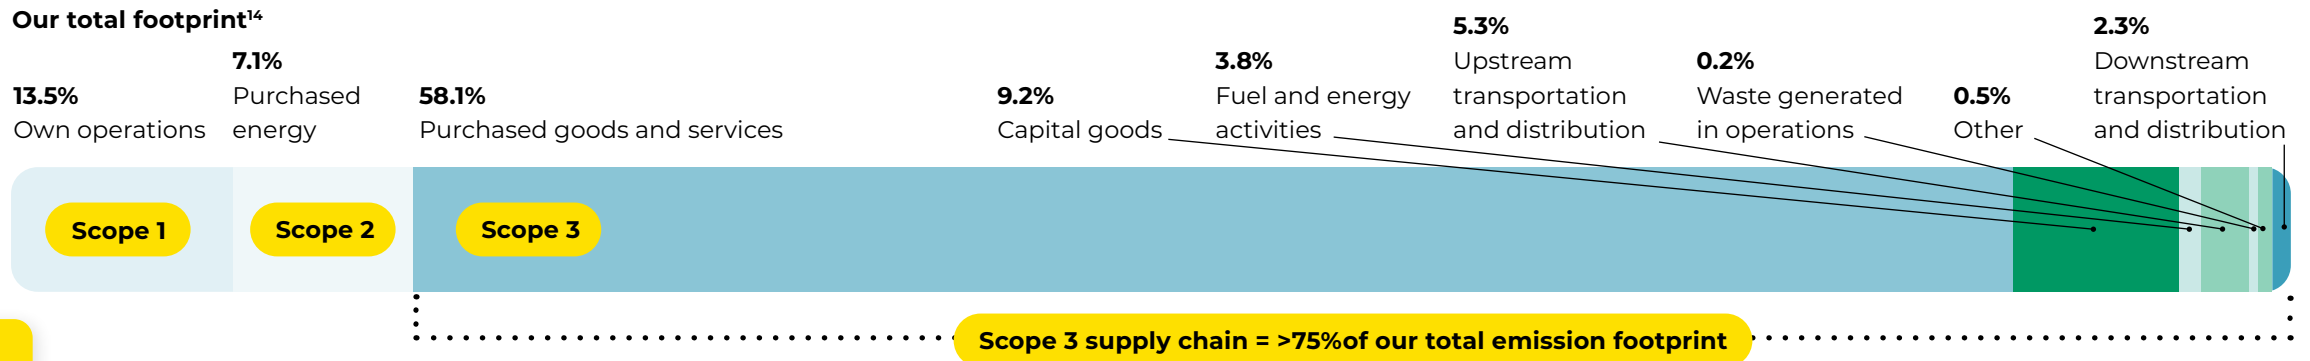 Our total footprint¹⁴
13.5%
Own operations
7.1%
Purchased
energy
58.1%
Purchased goods and services
9.2%
Capital goods
3.8%
Fuel and energy
activities
5.3%
Upstream
transportation
and distribution
0.2%
Waste generated
in operations
0.5%
Other
2.3%
Downstream
transportation
and distribution
Scope 1
Scope 2
Scope 3
Scope 3 supply chain = >75%of our total emission footprint